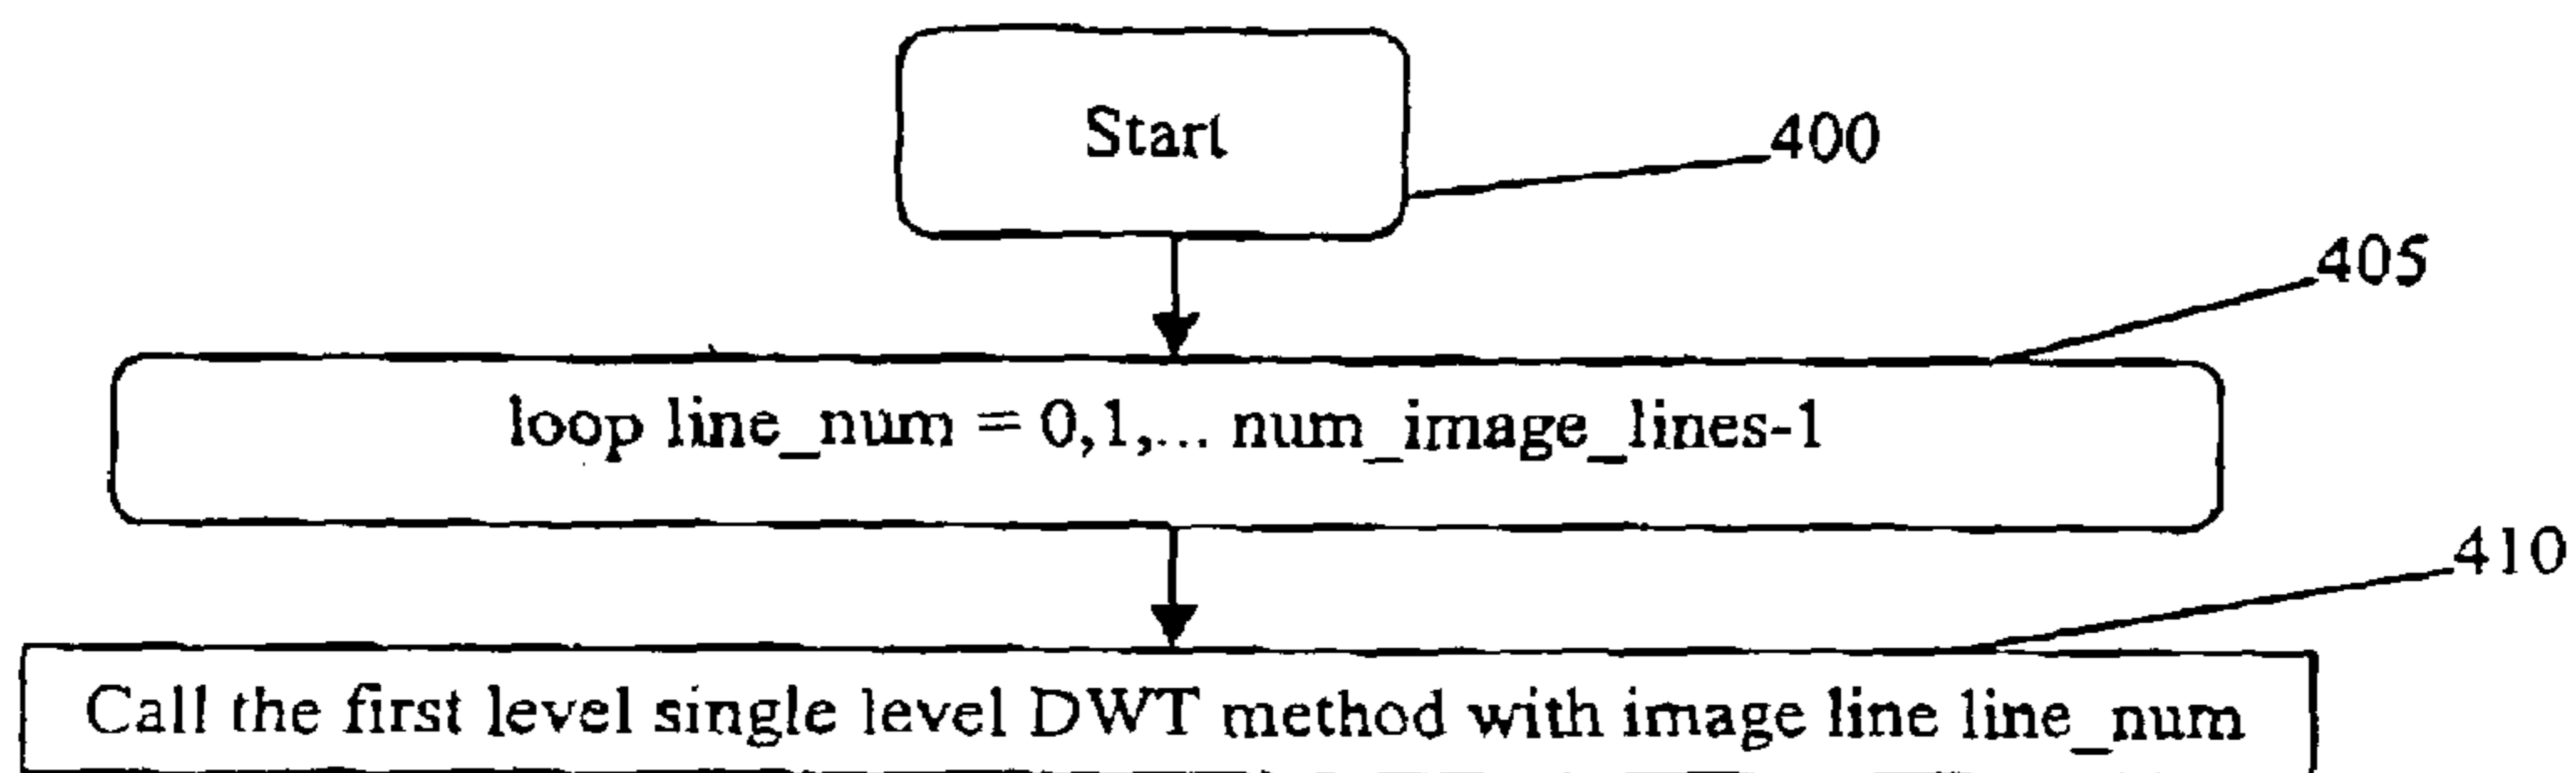 Start
400
405
loop line_num = 0,1,... num_image_lines-1
410
Call the first level single level DWT method with image line line_num